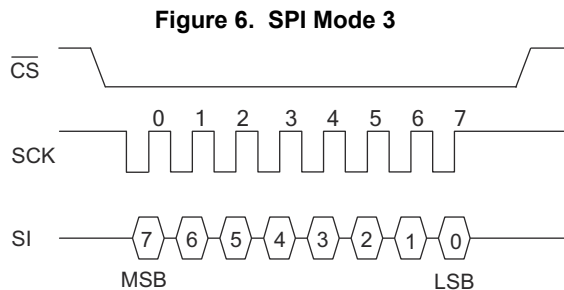 Figure 6. SPI Mode 3
CS
0 1 2 3 4 5 6 7
SCK
SI 7 6 5 4 3 2 1 0
MSB LSB